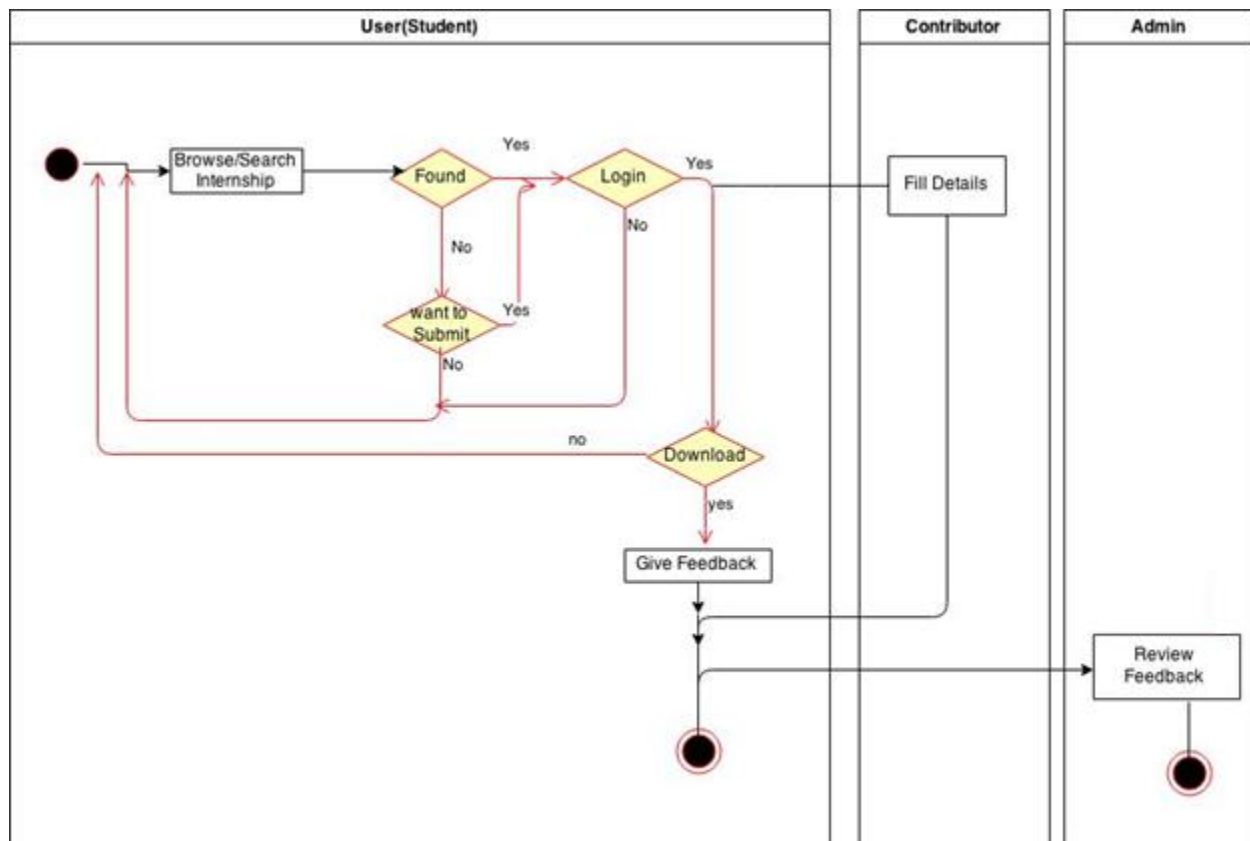 User(Student)
Contributor
Admin
Browse/Search
Internship
Found
Yes
Login
Yes
Fill Details
No
No
want to
Submit
Yes
No
no
Download
yes
Give Feedback
Review
Feedback